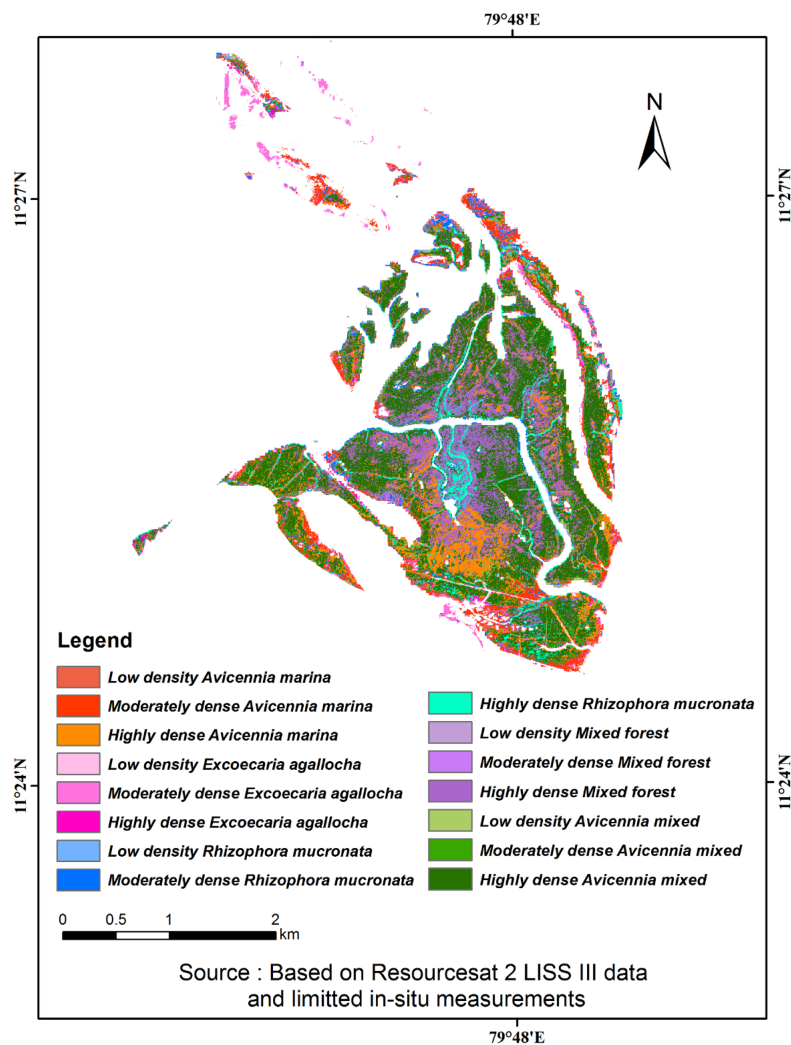 79°48'E
N
11°27'N
11°27'N
Legend
Low density Avicennia marina
Moderately dense Avicennia marina
Highly dense Avicennia marina
Low density Excoecaria agallocha
Moderately dense Excoecaria agallocha
Highly dense Excoecaria agallocha
Low density Rhizophora mucronata
Moderately dense Rhizophora mucronata
Highly dense Rhizophora mucronata
Low density Mixed forest
Moderately dense Mixed forest
Highly dense Mixed forest
Low density Avicennia mixed
Moderately dense Avicennia mixed
Highly dense Avicennia mixed
11°24'N
11°24'N
0 0.5 1 2
km
Source : Based on Resourcesat 2 LISS III data
and limitted in-situ measurements
79°48'E